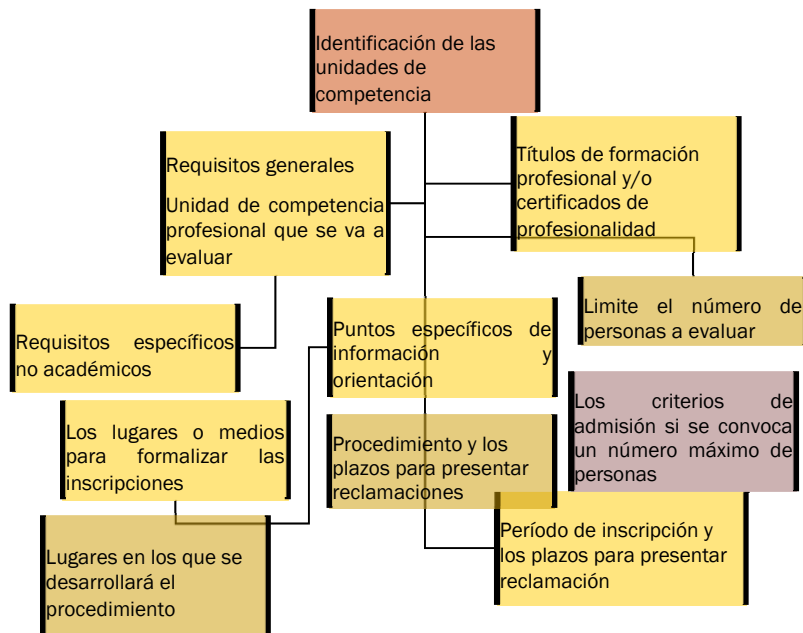 Identificación de las
unidades de
competencia
Requisitos generales
Unidad de competencia
profesional que se va a
evaluar
Títulos de formación
profesional y/o
certificados de
profesionalidad
Limite el número de
personas a evaluar
Requisitos específicos
no académicos
Puntos específicos de
información y
orientación
Los criterios de
admisión si se convoca
un número máximo de
personas
Los lugares o medios
para formalizar las
inscripciones
Procedimiento y los
plazos para presentar
reclamaciones
Período de inscripción y
los plazos para presentar
reclamación
Lugares en los que se
desarrollará el
procedimiento